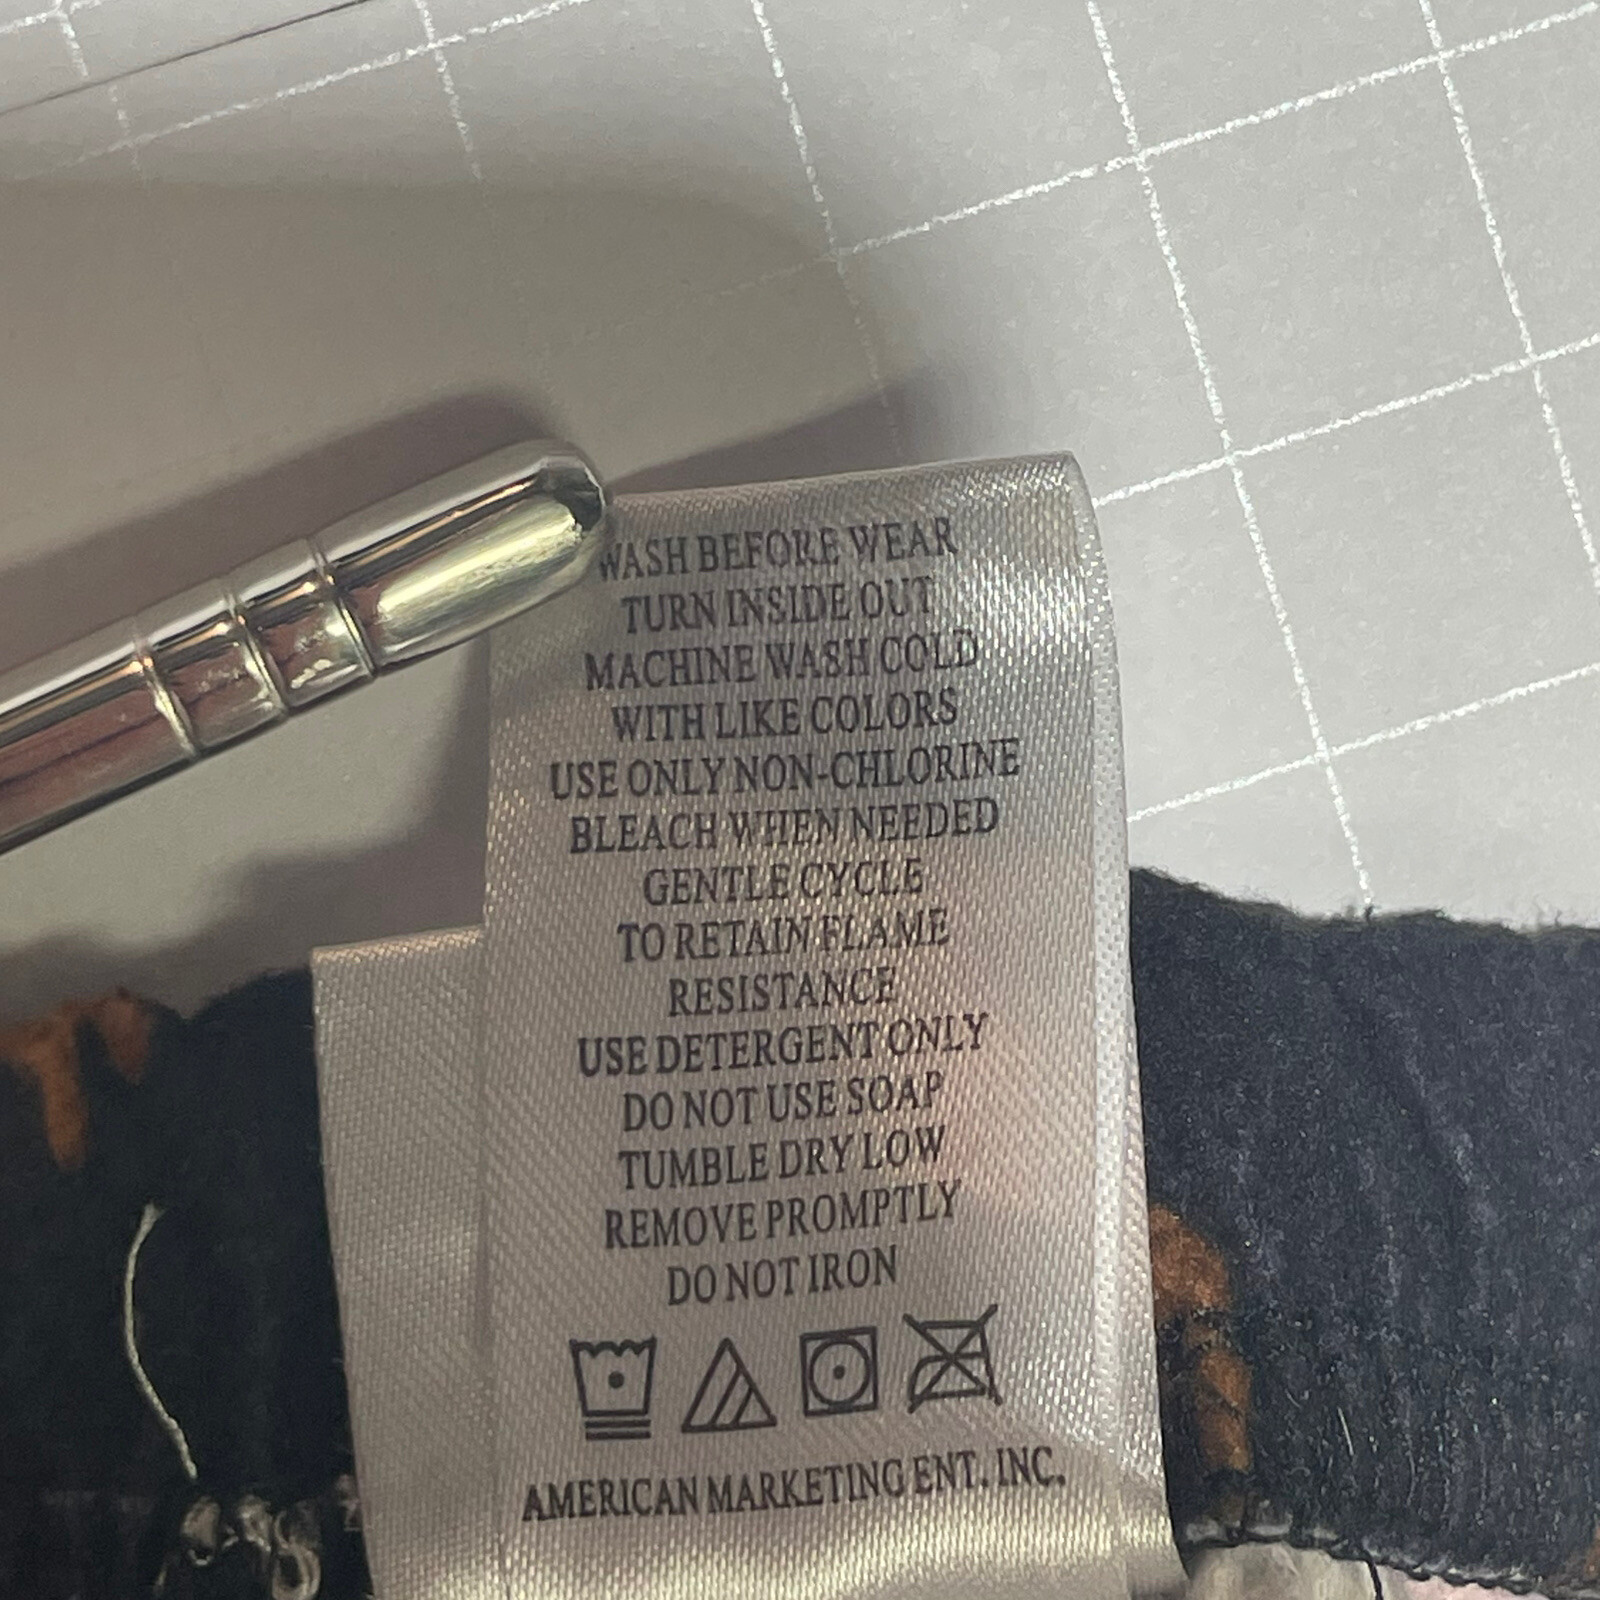 WASH BEFORE WEAR
TURN INSIDE OUT
MACHINE WASH COLD
WITH LIKE COLORS
USE ONLY NON-CHLORINE
BLEACH WHEN NEEDED
GENTLE CYCLE
TO RETAIN FLAME
RESISTANCE
USE DETERGENT ONLY
DO NOT USE SOAP
TUMBLE DRY LOW
REMOVE PROMPTLY
DO NOT IRON
AMERICAN MARKETING ENT. INC.